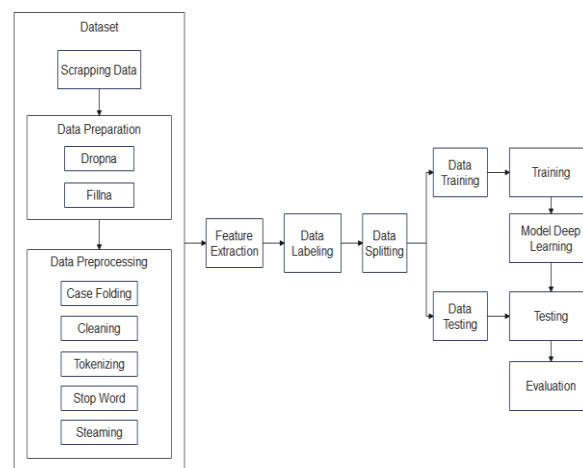 Dataset
Scrapping Data
Data Preparation
Dropna
Fillna
Data Preprocessing
Case Folding
Cleaning
Tokenizing
Stop Word
Steaming
Feature
Extraction
Data
Labeling
Data
Splitting
Data
Training
Training
Model Deep
Learning
Data
Testing
Testing
Evaluation